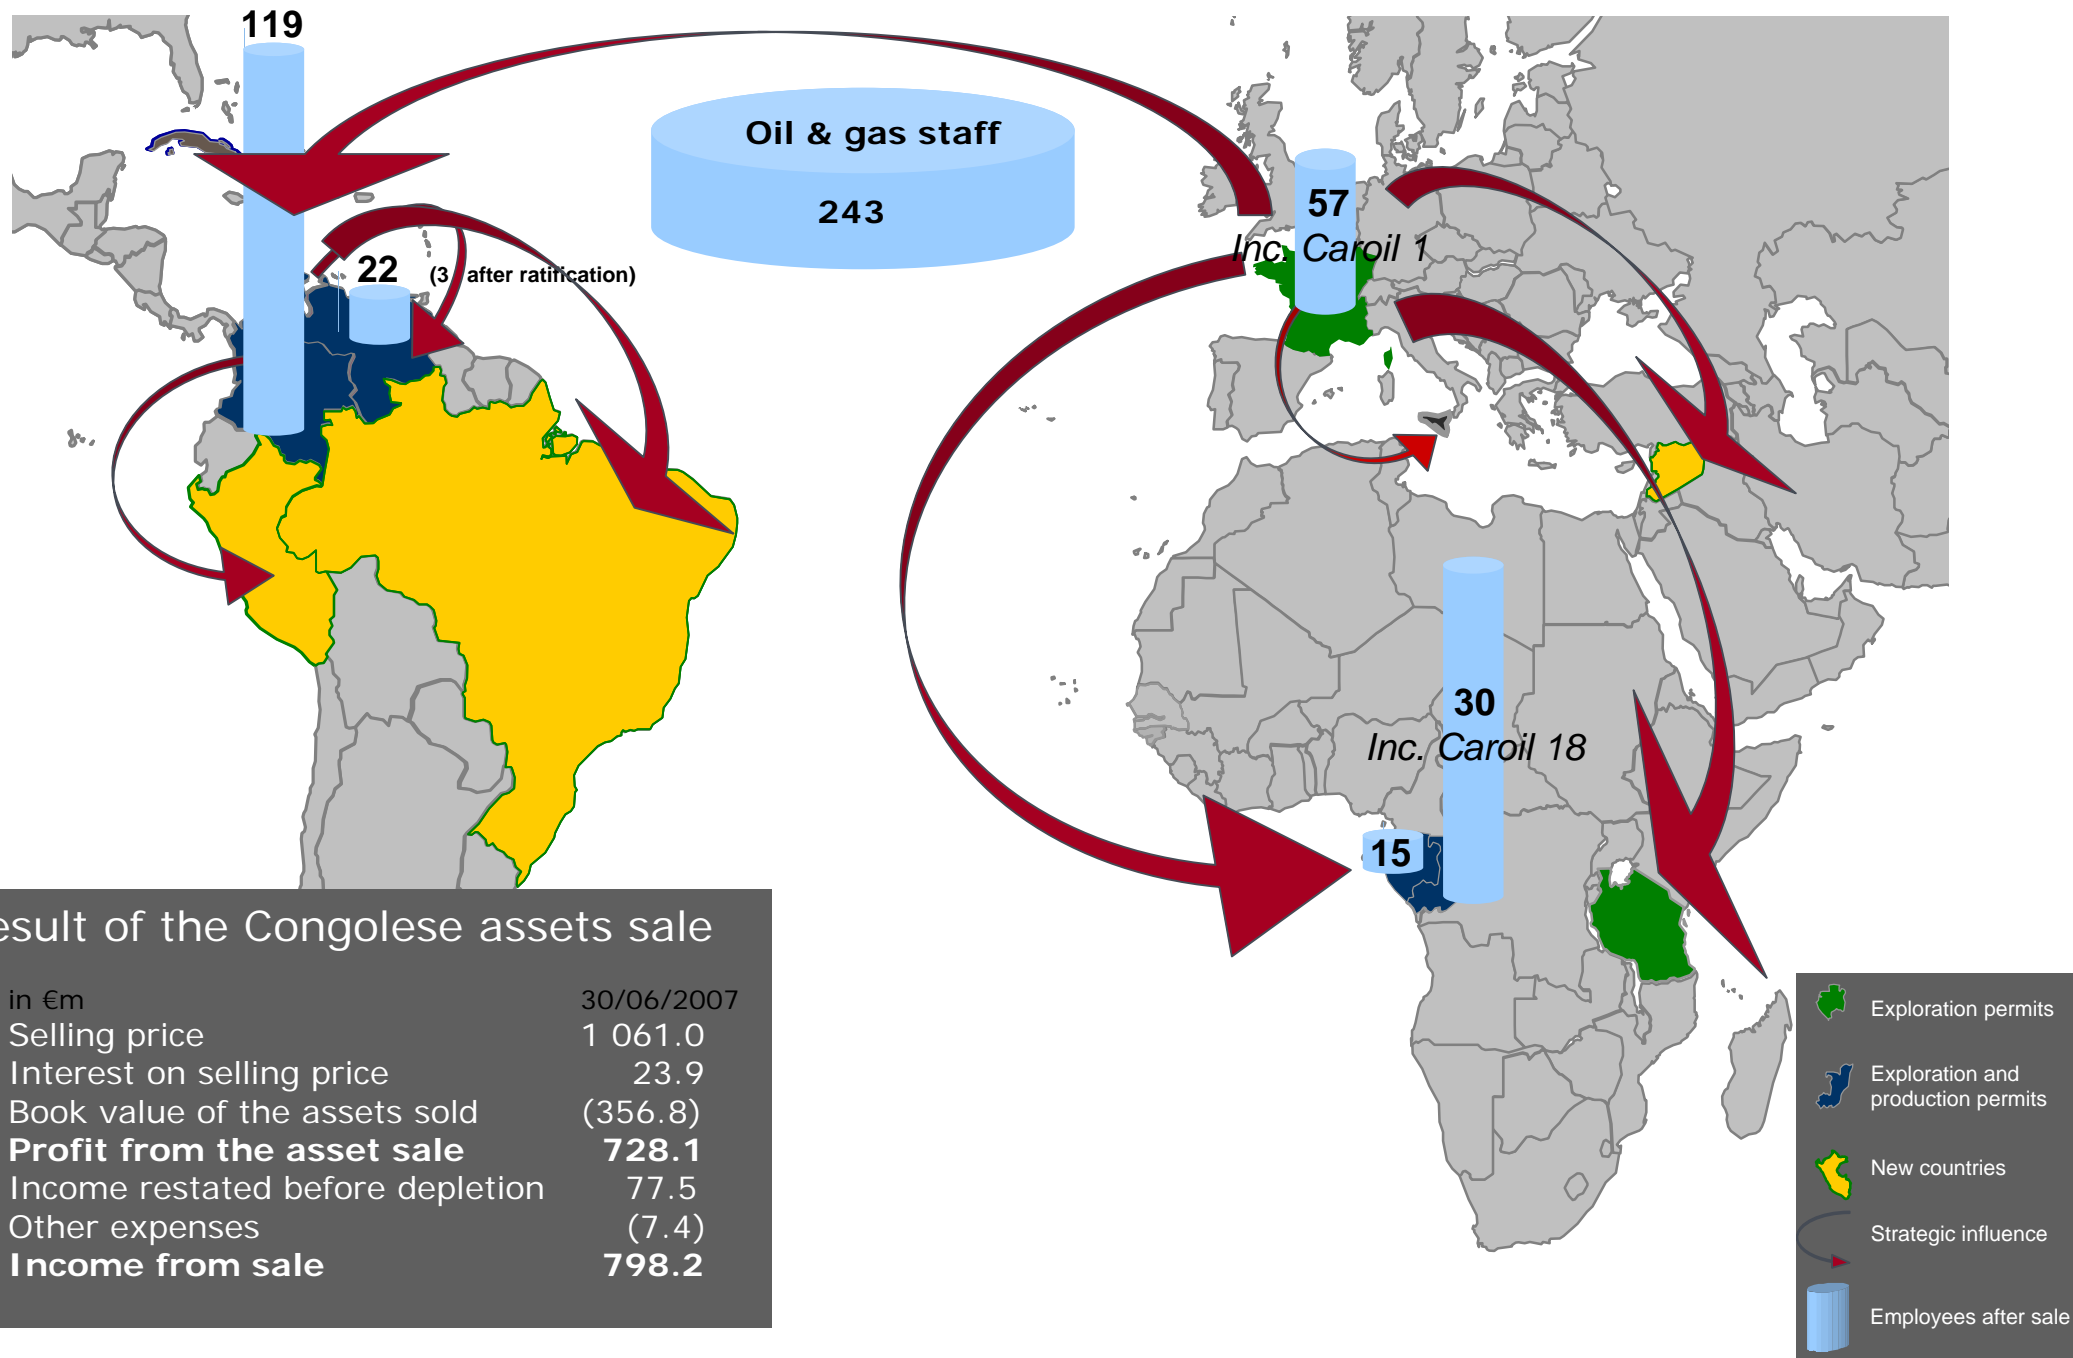 119
Oil & gas staff
243
57
Inc. Caroil 1
22
(3 after ratification)
30
Inc. Caroil 18
15
esult of the Congolese assets sale
in €m 30/06/2007
Selling price 1 061.0
Interest on selling price 23.9
Book value of the assets sold (356.8)
Profit from the asset sale 728.1
Income restated before depletion 77.5
Other expenses (7.4)
Income from sale 798.2
Exploration permits
Exploration and
production permits
New countries
Strategic influence
Employees after sale